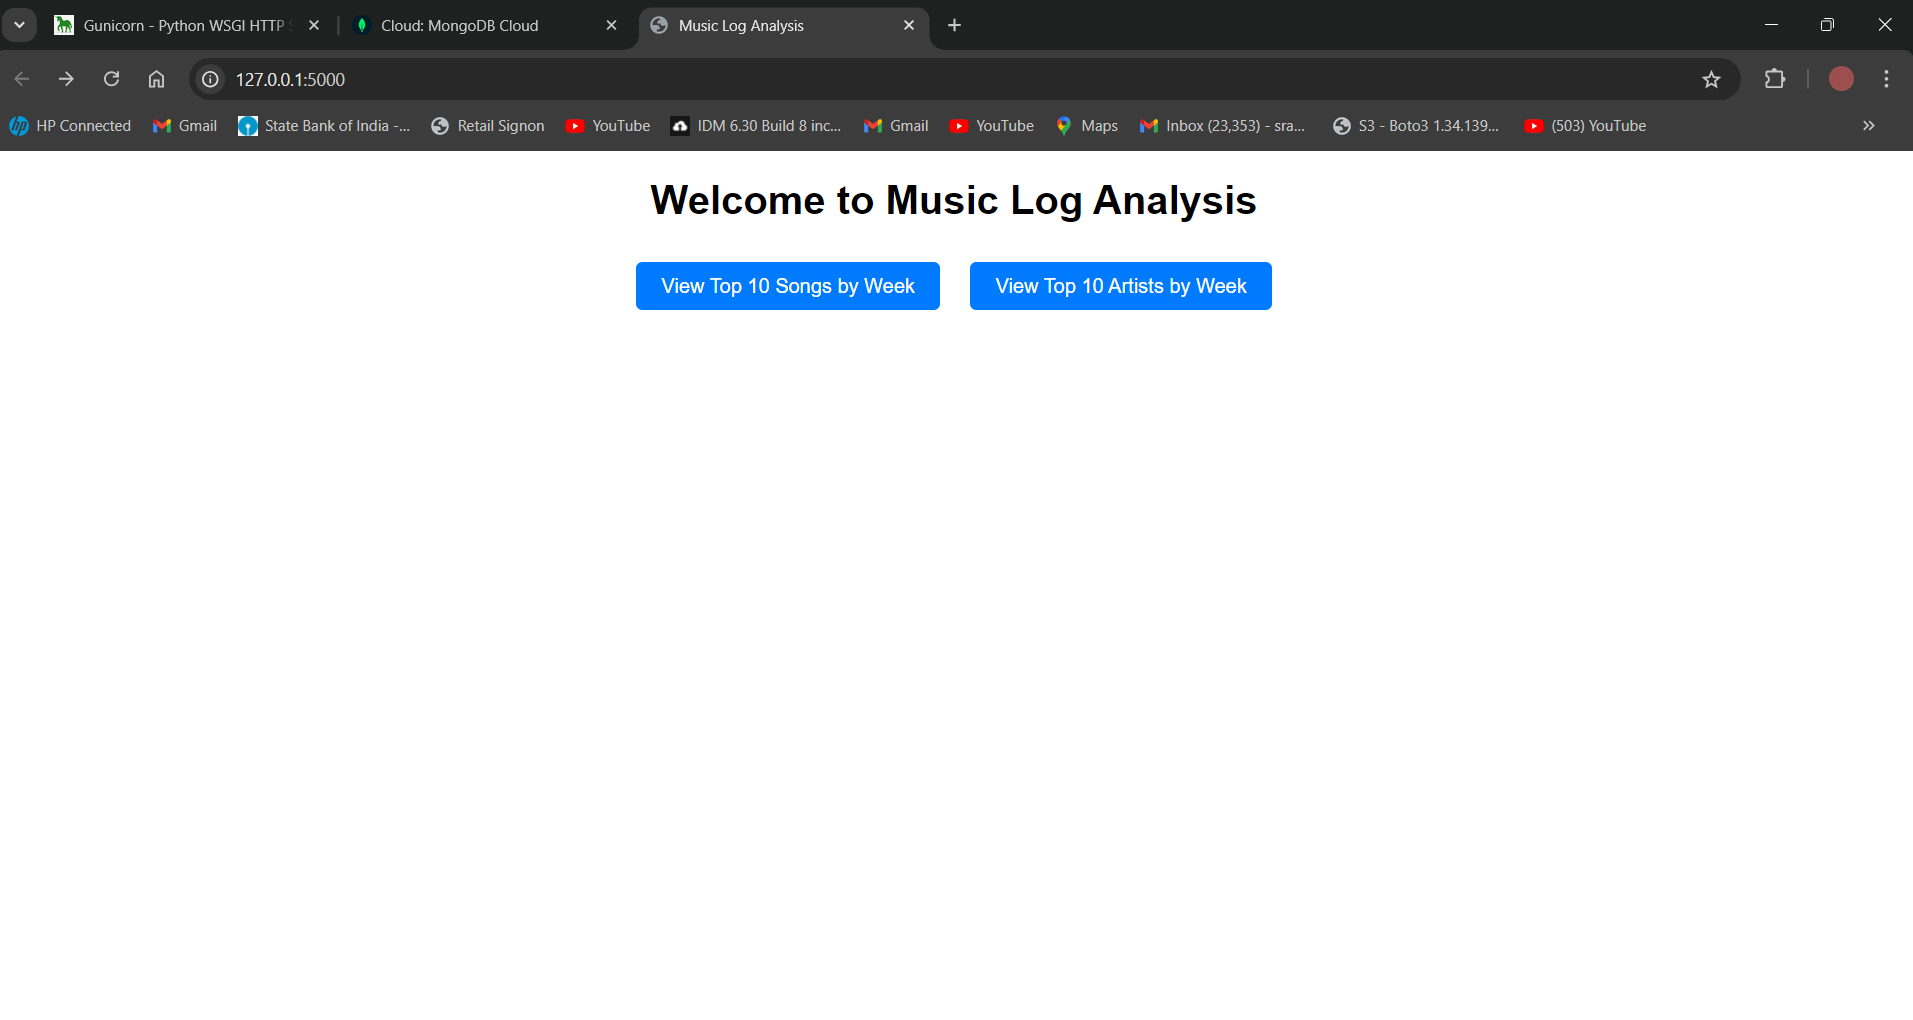 Gunicorn - Python WSGI HTTP
Cloud: MongoDB Cloud
Music Log Analysis
127.0.0.1:5000
hp HP Connected Gmail State Bank of India -... Retail Signon YouTube IDM 6.30 Build 8 inc... Gmail YouTube Maps Inbox (23,353) - sra... S3 - Boto3 1.34.139... (503) YouTube
Welcome to Music Log Analysis
View Top 10 Songs by Week
View Top 10 Artists by Week